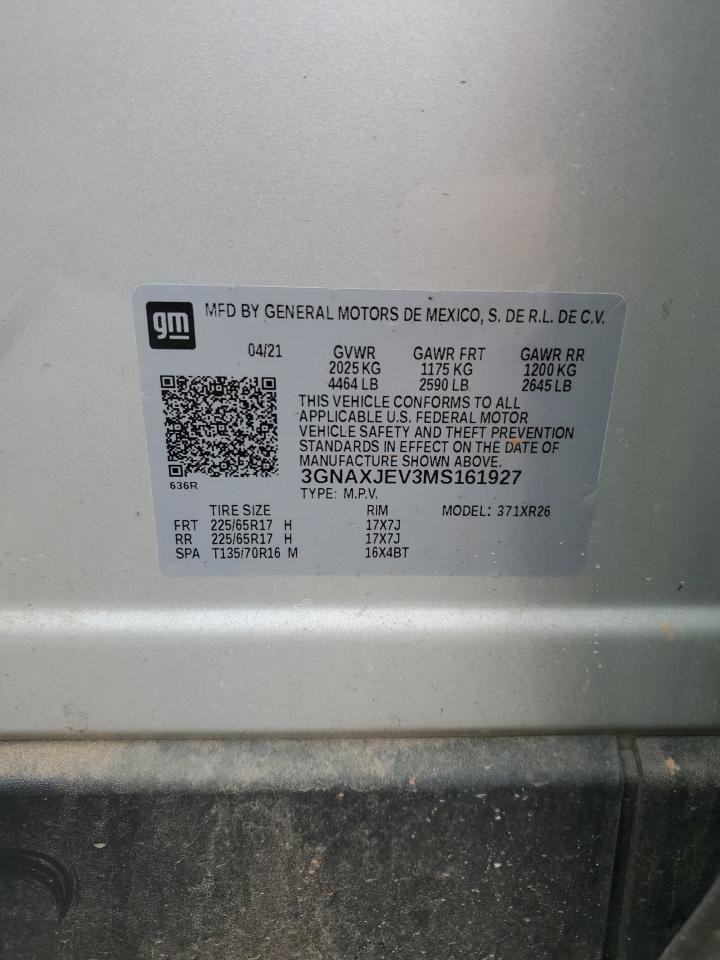 gm MFD BY GENERAL MOTORS DE MEXICO, S. DE R.L. DE C.V.
04/21 GVWR GAWR FRT GAWR RR
2025 KG 1175 KG 1200 KG
4464 LB 2590 LB 2645 LB
THIS VEHICLE CONFORMS TO ALL
APPLICABLE U.S. FEDERAL MOTOR
VEHICLE SAFETY AND THEFT PREVENTION
STANDARDS IN EFFECT ON THE DATE OF
MANUFACTURE SHOWN ABOVE.
3GNAXJEV3MS161927
636R
TYPE: M.P.V.
TIRE SIZE RIM MODEL: 371XR26
FRT 225/65R17 H 17X7J
RR 225/65R17 H 17X7J
SPA T135/70R16 M 16X4BT